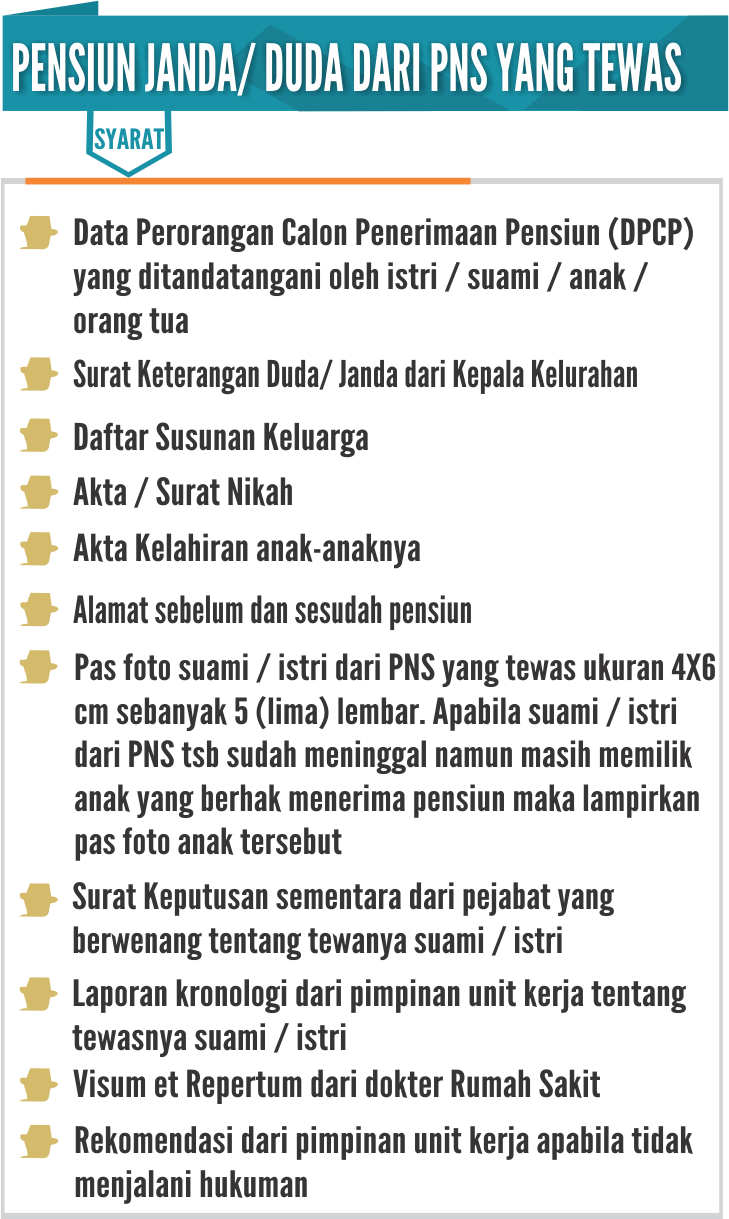 PENSIUN JANDA/ DUDA DARI PNS YANG TEWAS
SYARAT
Data Perorangan Calon Penerimaan Pensiun (DPCP)
yang ditandatangani oleh istri / suami / anak /
orang tua
Surat Keterangan Duda/ Janda dari Kepala Kelurahan
Daftar Susunan Keluarga
Akta / Surat Nikah
Akta Kelahiran anak-anaknya
Alamat sebelum dan sesudah pensiun
Pas foto suami / istri dari PNS yang tewas ukuran 4X6
cm sebanyak 5 (lima) lembar. Apabila suami / istri
dari PNS tsb sudah meninggal namun masih memilik
anak yang berhak menerima pensiun maka lampirkan
pas foto anak tersebut
Surat Keputusan sementara dari pejabat yang
berwenang tentang tewanya suami / istri
Laporan kronologi dari pimpinan unit kerja tentang
tewasnya suami / istri
Visum et Repertum dari dokter Rumah Sakit
Rekomendasi dari pimpinan unit kerja apabila tidak
menjalani hukuman